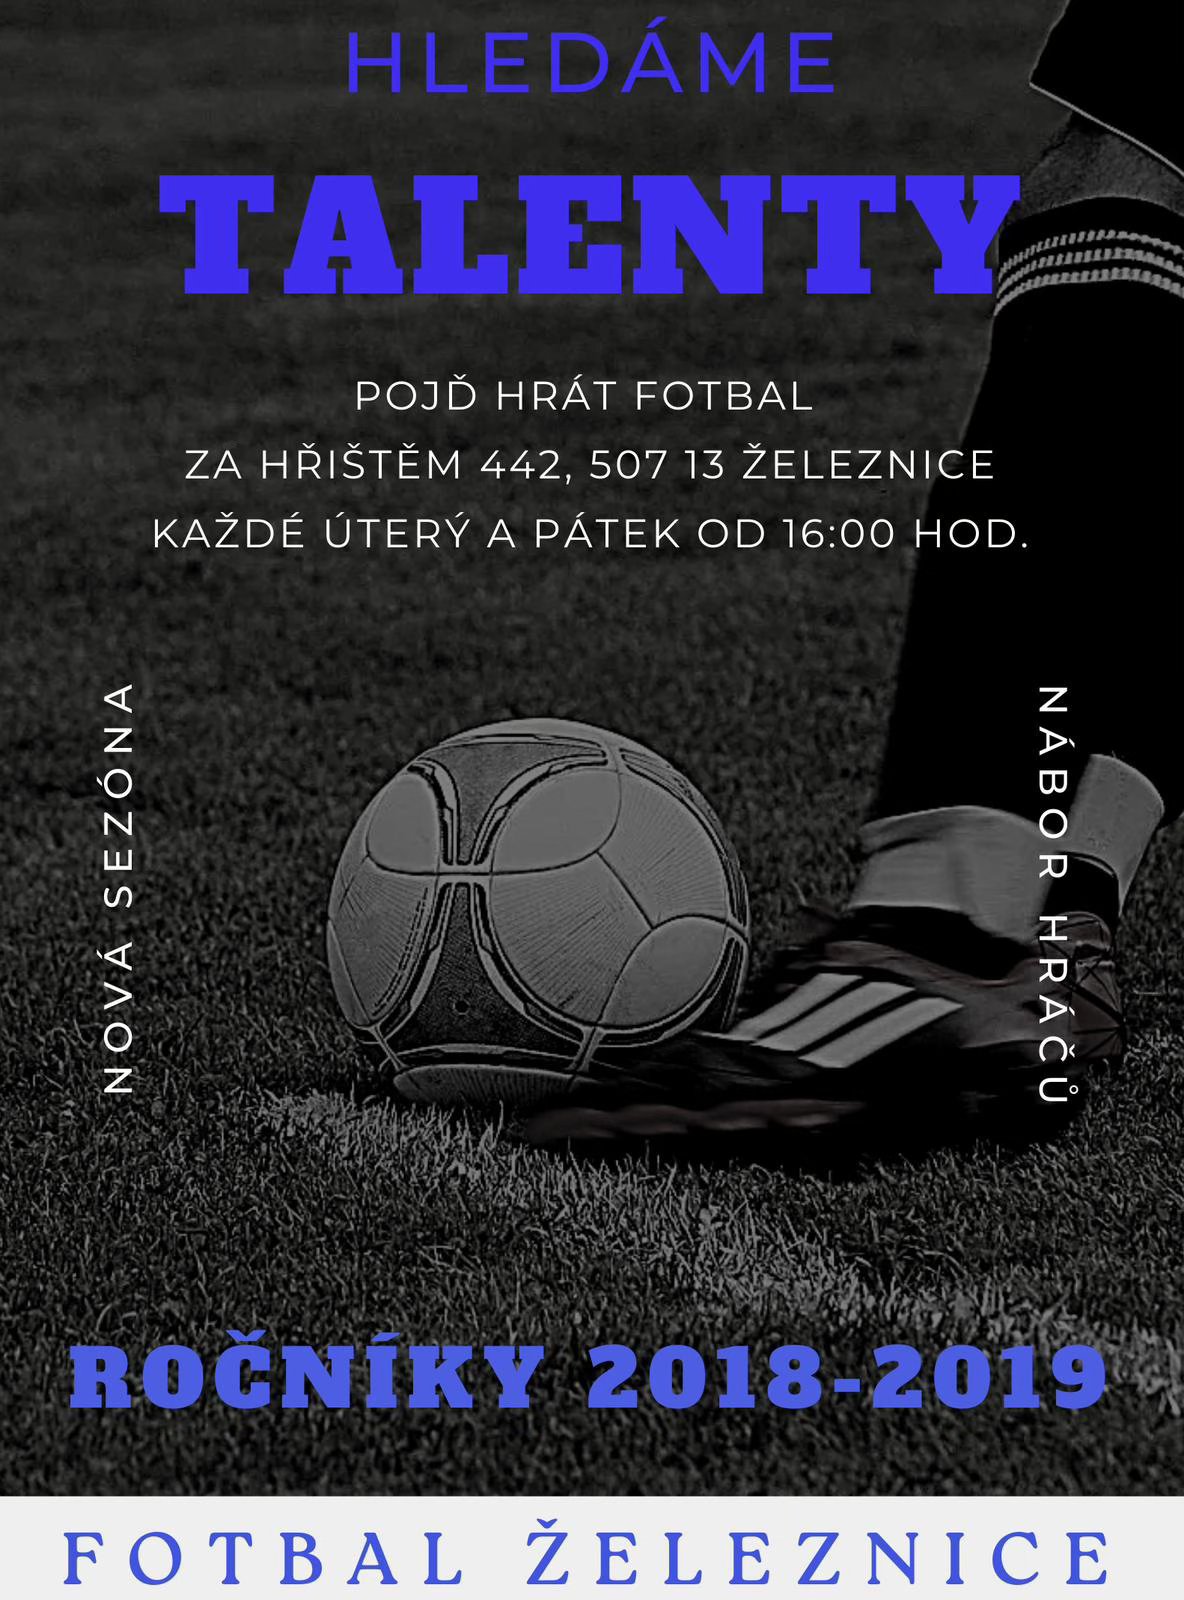 HLEDÁME
TALENTY
POJĎ HRÁT FOTBAL
ZA HŘIŠTĚM 442, 507 13 ŽELEZNICE
KAŽDÉ ÚTERÝ A PÁTEK OD 16:00 HOD.
NOVÁ SEZÓNA
NÁBOR HRÁČŮ
ROČNÍKY 2018-2019
FOTBAL ŽELEZNICE